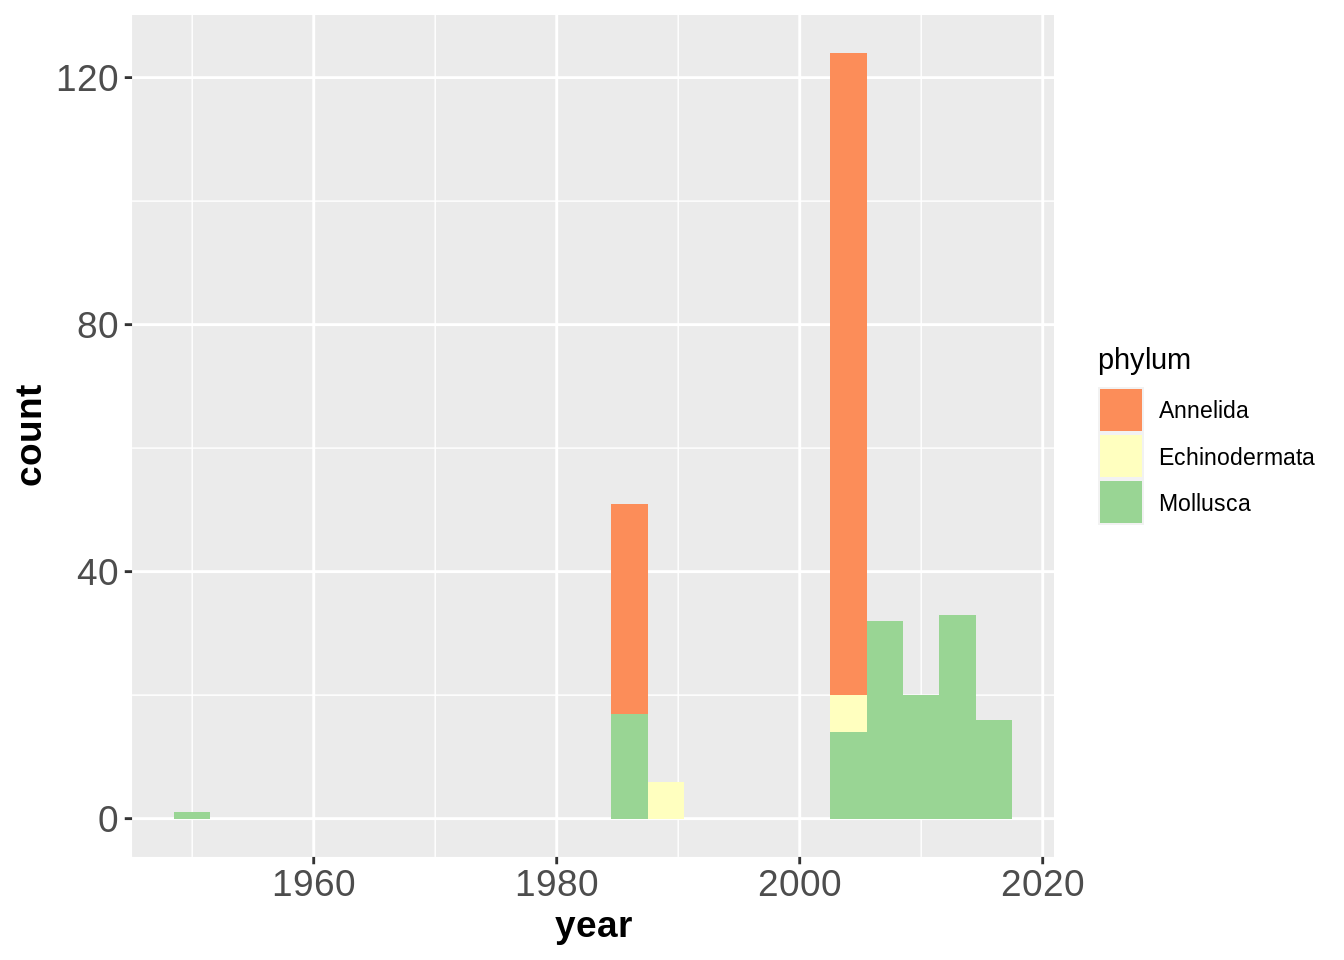 120
80
40
0
count
1960 1980 2000 2020
year
phylum
Annelida
Echinodermata
Mollusca